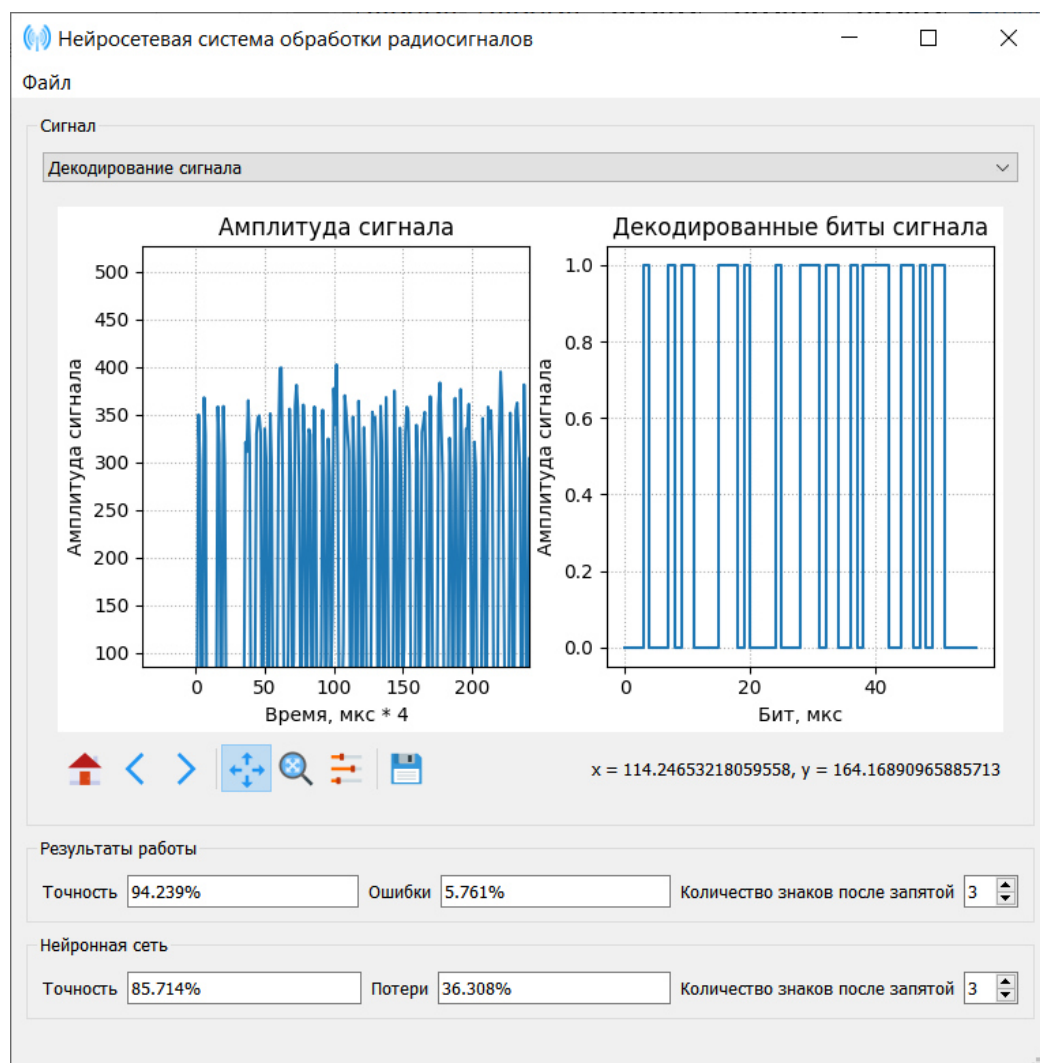 Нейросетевая система обработки радиосигналов
Файл
Сигнал
Декодирование сигнала
Амплитуда сигнала
Декодированные биты сигнала
Амплитуда сигнала
500
450
400
350
300
250
200
150
100
0 50 100 150 200
Время, мкс * 4
Амплитуда сигнала
1.0
0.8
0.6
0.4
0.2
0.0
0 20 40
Бит, мкс
x = 114.24653218059558, y = 164.16890965885713
Результаты работы
Точность 94.239% Ошибки 5.761% Количество знаков после запятой 3
Нейронная сеть
Точность 85.714% Потери 36.308% Количество знаков после запятой 3